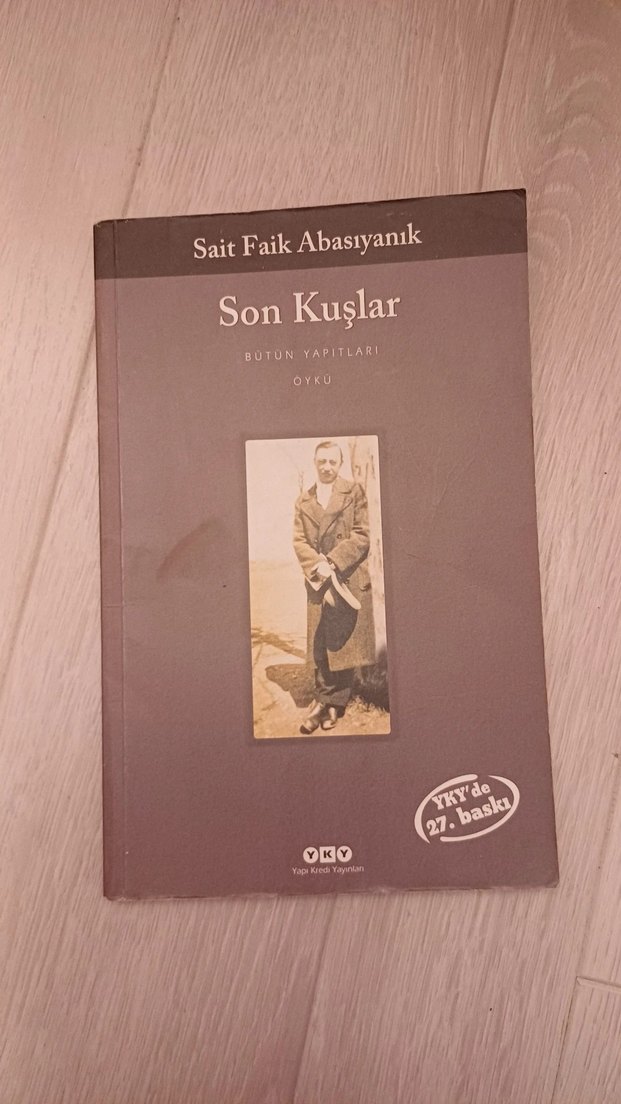 Sait Faik Abasıyanık
Son Kuşlar
BÜTÜN YAPITLARI
ÖYKÜ
YKY'de
27. baskı
YKY
Yapı Kredi Yayınları